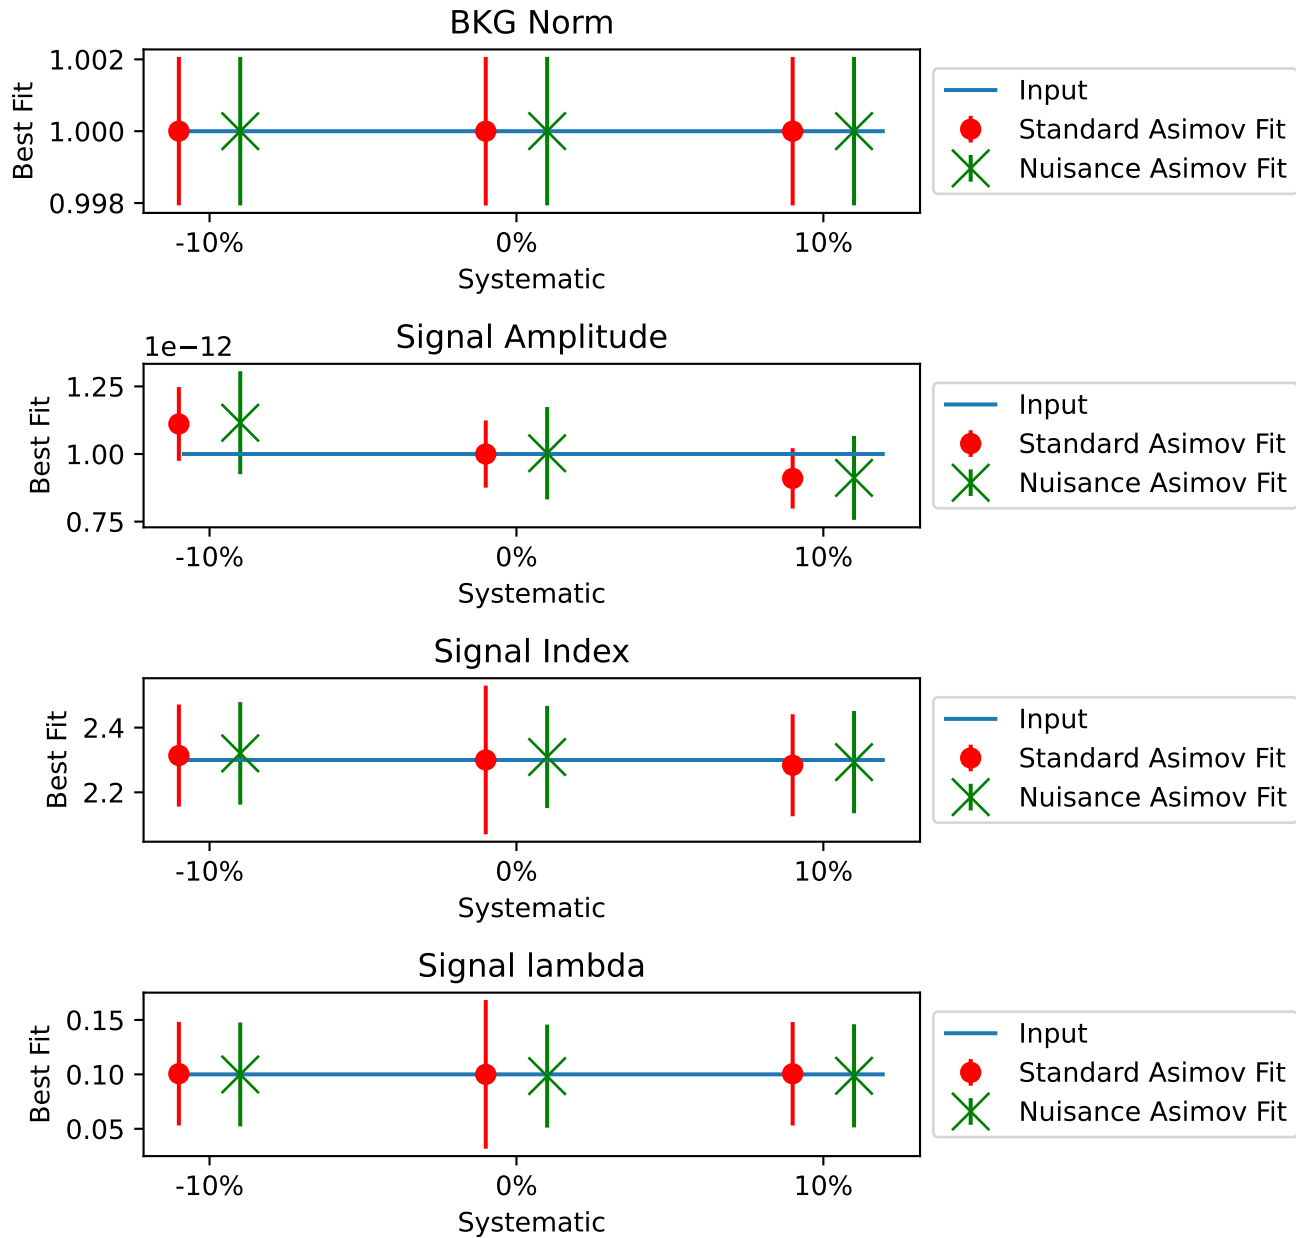 BKG Norm
Best Fit
1.002
1.000
0.998
-10%
0%
10%
Systematic
Input
Standard Asimov Fit
Nuisance Asimov Fit
Signal Amplitude
1e−12
Best Fit
1.25
1.00
0.75
-10%
0%
10%
Systematic
Input
Standard Asimov Fit
Nuisance Asimov Fit
Signal Index
Best Fit
2.4
2.2
-10%
0%
10%
Systematic
Input
Standard Asimov Fit
Nuisance Asimov Fit
Signal lambda
Best Fit
0.15
0.10
0.05
-10%
0%
10%
Systematic
Input
Standard Asimov Fit
Nuisance Asimov Fit